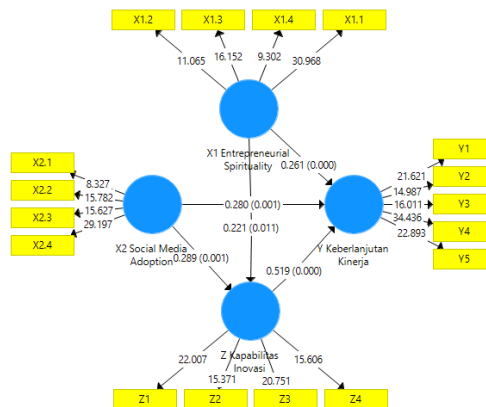 X1.2
X1.3
X1.4
X1.1
11.065
16.152
9.302
30.968
X1 Entrepreneurial
Spirituality
0.261 (0.000)
X2.1
X2.2
X2.3
X2.4
8.327
15.782
15.627
29.197
X2 Social Media
Adoption
0.280 (0.001)
0.221 (0.011)
0.289 (0.001)
0.519 (0.000)
Y Keberlanjutan
Kinerja
21.621
14.987
16.011
34.436
22.893
Y1
Y2
Y3
Y4
Y5
Z Kapabilitas
Inovasi
22.007
15.371
20.751
15.606
Z1
Z2
Z3
Z4